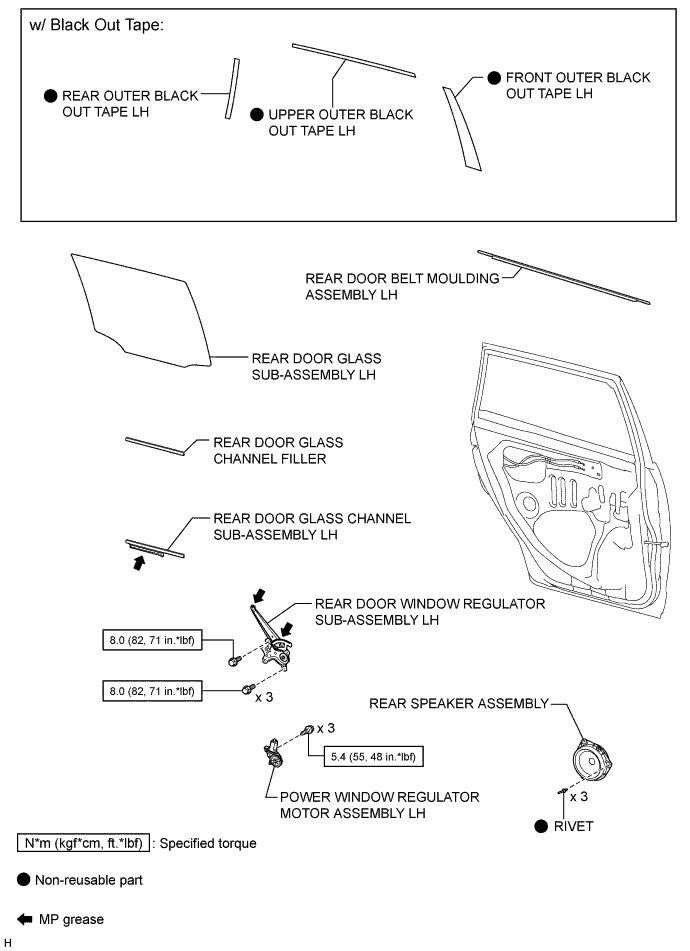 w/ Black Out Tape:
REAR OUTER BLACK
OUT TAPE LH
UPPER OUTER BLACK
OUT TAPE LH
FRONT OUTER BLACK
OUT TAPE LH
REAR DOOR BELT MOULDING
ASSEMBLY LH
REAR DOOR GLASS
SUB-ASSEMBLY LH
REAR DOOR GLASS
CHANNEL FILLER
REAR DOOR GLASS CHANNEL
SUB-ASSEMBLY LH
REAR DOOR WINDOW REGULATOR
SUB-ASSEMBLY LH
8.0 (82, 71 in.*lbf)
8.0 (82, 71 in.*lbf)
x 3
REAR SPEAKER ASSEMBLY
x 3
5.4 (55, 48 in.*lbf)
POWER WINDOW REGULATOR
MOTOR ASSEMBLY LH
x 3
RIVET
N*m (kgf*cm, ft.*lbf) : Specified torque
Non-reusable part
MP grease
H